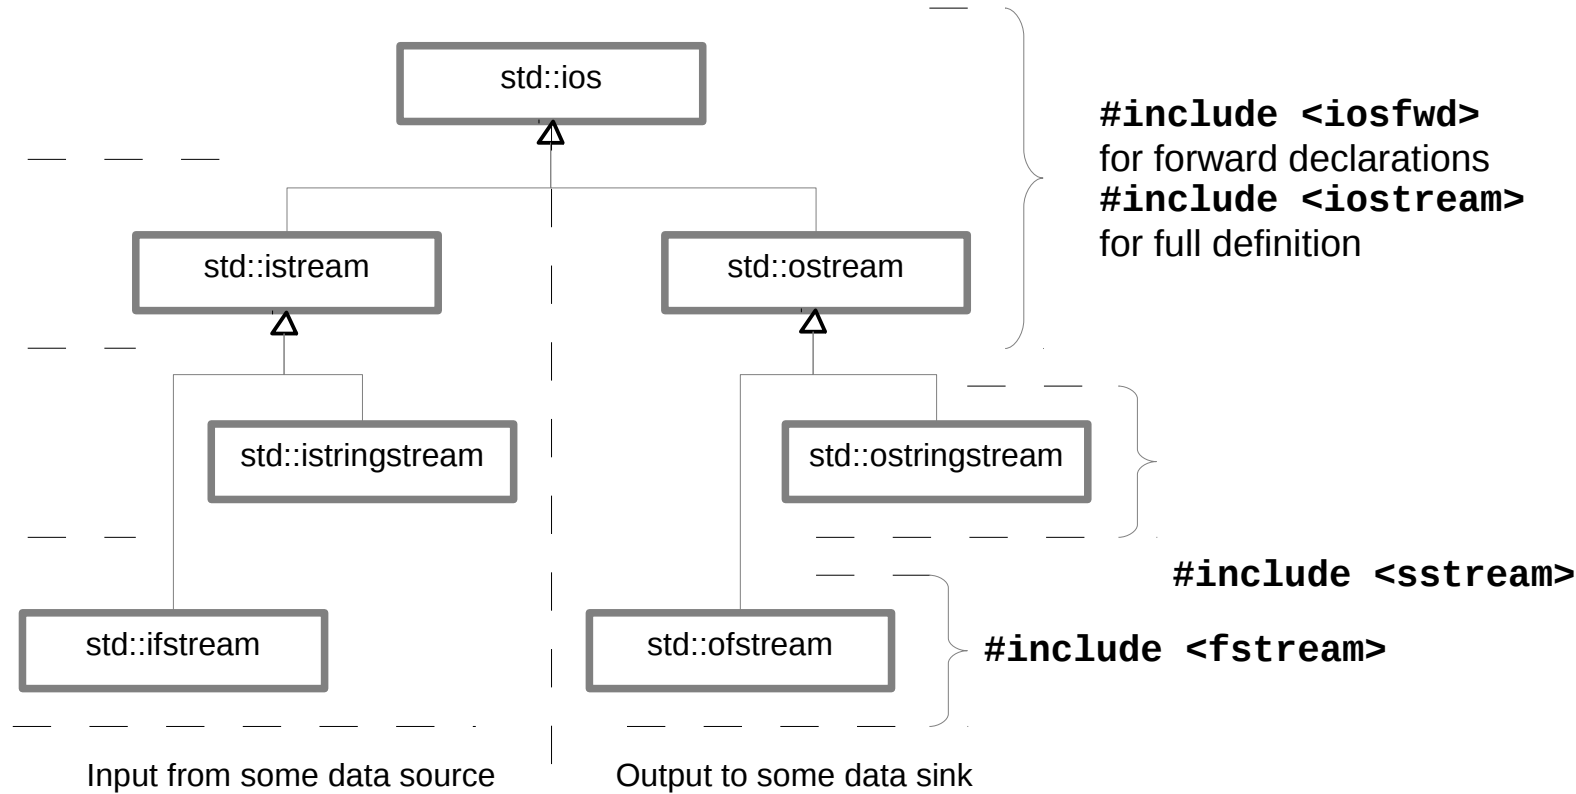 std::ios
#include <iosfwd>
for forward declarations
#include <iostream>
for full definition
std::istream
std::ostream
std::istringstream
std::ostringstream
#include <sstream>
std::ifstream
std::ofstream
#include <fstream>
Input from some data source
Output to some data sink